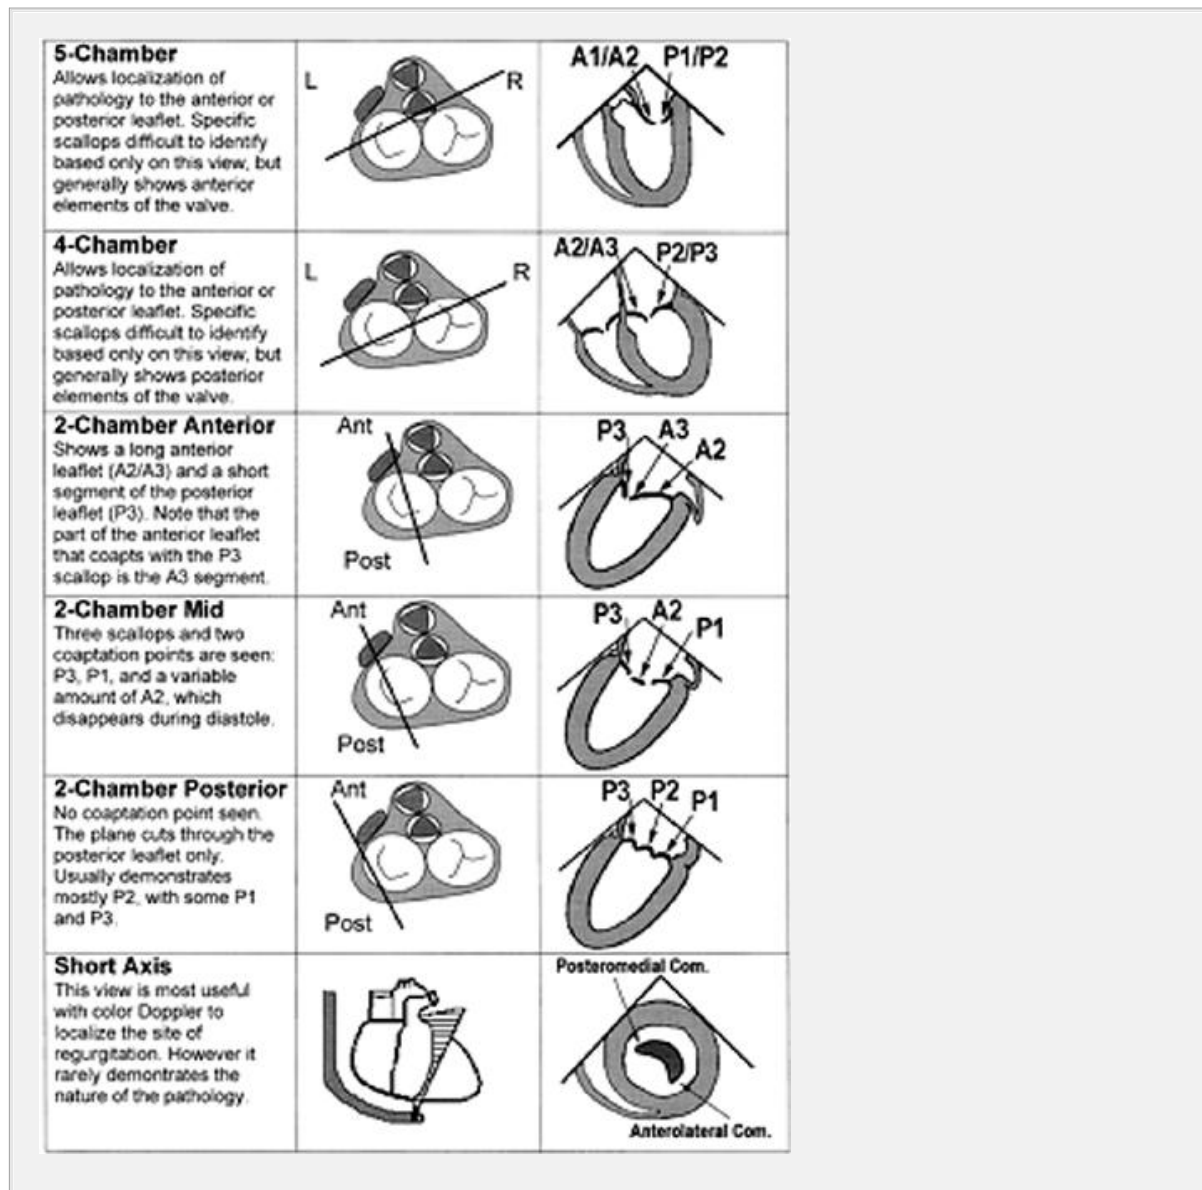 5-Chamber
Allows localization of
pathology to the anterior or
posterior leaflet. Specific
scallops difficult to identify
based only on this view, but
generally shows anterior
elements of the valve.
L
R
A1/A2 P1/P2
4-Chamber
Allows localization of
pathology to the anterior or
posterior leaflet. Specific
scallops difficult to identify
based only on this view, but
generally shows posterior
elements of the valve.
L
R
A2/A3 P2/P3
2-Chamber Anterior
Shows a long anterior
leaflet (A2/A3) and a short
segment of the posterior
leaflet (P3). Note that the
part of the anterior leaflet
that coapts with the P3
scallop is the A3 segment.
Ant
Post
P3 A3
A2
2-Chamber Mid
Three scallops and two
coaptation points are seen:
P3, P1, and a variable
amount of A2, which
disappears during diastole.
Ant
Post
P3 A2
P1
2-Chamber Posterior
No coaptation point seen.
The plane cuts through the
posterior leaflet only.
Usually demonstrates
mostly P2, with some P1
and P3.
Ant
Post
P3 P2 P1
Short Axis
This view is most useful
with color Doppler to
localize the site of
regurgitation. However it
rarely demontrates the
nature of the pathology.
Posteromedial Com.
Anterolateral Com.